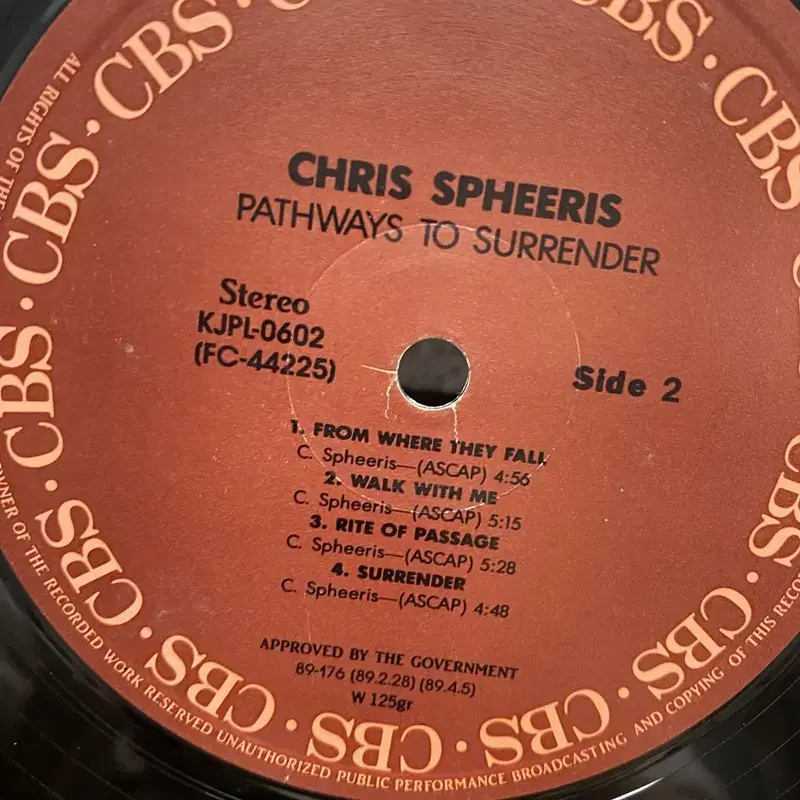 CHRIS SPHEERIS
PATHWAYS TO SURRENDER
Stereo
KJPL-0602
(FC-44225)
Side 2
1. FROM WHERE THEY FALL
C. Spheeris—(ASCAP) 4:56
2. WALK WITH ME
C. Spheeris—(ASCAP) 5:15
3. RITE OF PASSAGE
C. Spheeris—(ASCAP) 5:28
4. SURRENDER
C. Spheeris—(ASCAP) 4:48
APPROVED BY THE GOVERNMENT
89-176 (89.2.28) (89.4.5)
W 125gr
CBS · CBS · CBS · CBS · CBS · CBS · CBS · CBS · CBS · CBS · CBS · CBS
ALL RIGHTS OF THE
OWNER OF THE RECORDED WORK RESERVED UNAUTHORIZED PUBLIC PERFORMANCE BROADCASTING AND COPYING OF THIS